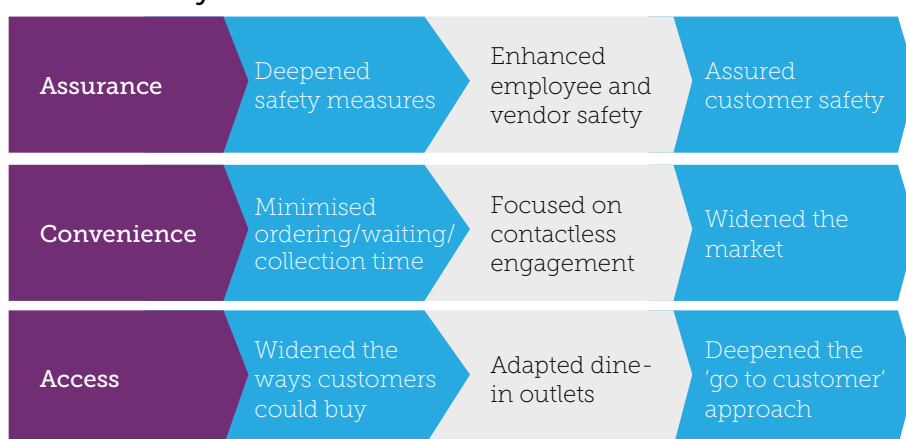 Assurance
Deepened
safety measures
Enhanced
employee and
vendor safety
Assured
customer safety
Convenience
Minimised
ordering/waiting/
collection time
Focused on
contactless
engagement
Widened the
market
Access
Widened the
ways customers
could buy
Adapted dine-
in outlets
Deepened the
‘go to customer’
approach